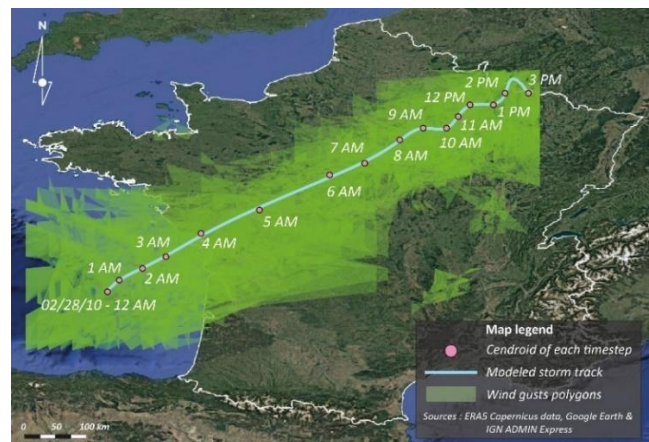 N
2 PM
3 PM
12 PM
9 AM
1 PM
11 AM
7 AM
8 AM
10 AM
6 AM
5 AM
3 AM
4 AM
1 AM
2 AM
02/28/10 - 12 AM
Map legend
Cendroid of each timestep
Modeled storm track
Wind gusts polygons
Sources : ERA5 Copernicus data, Google Earth &
IGN ADMIN Express
0 50 100 km